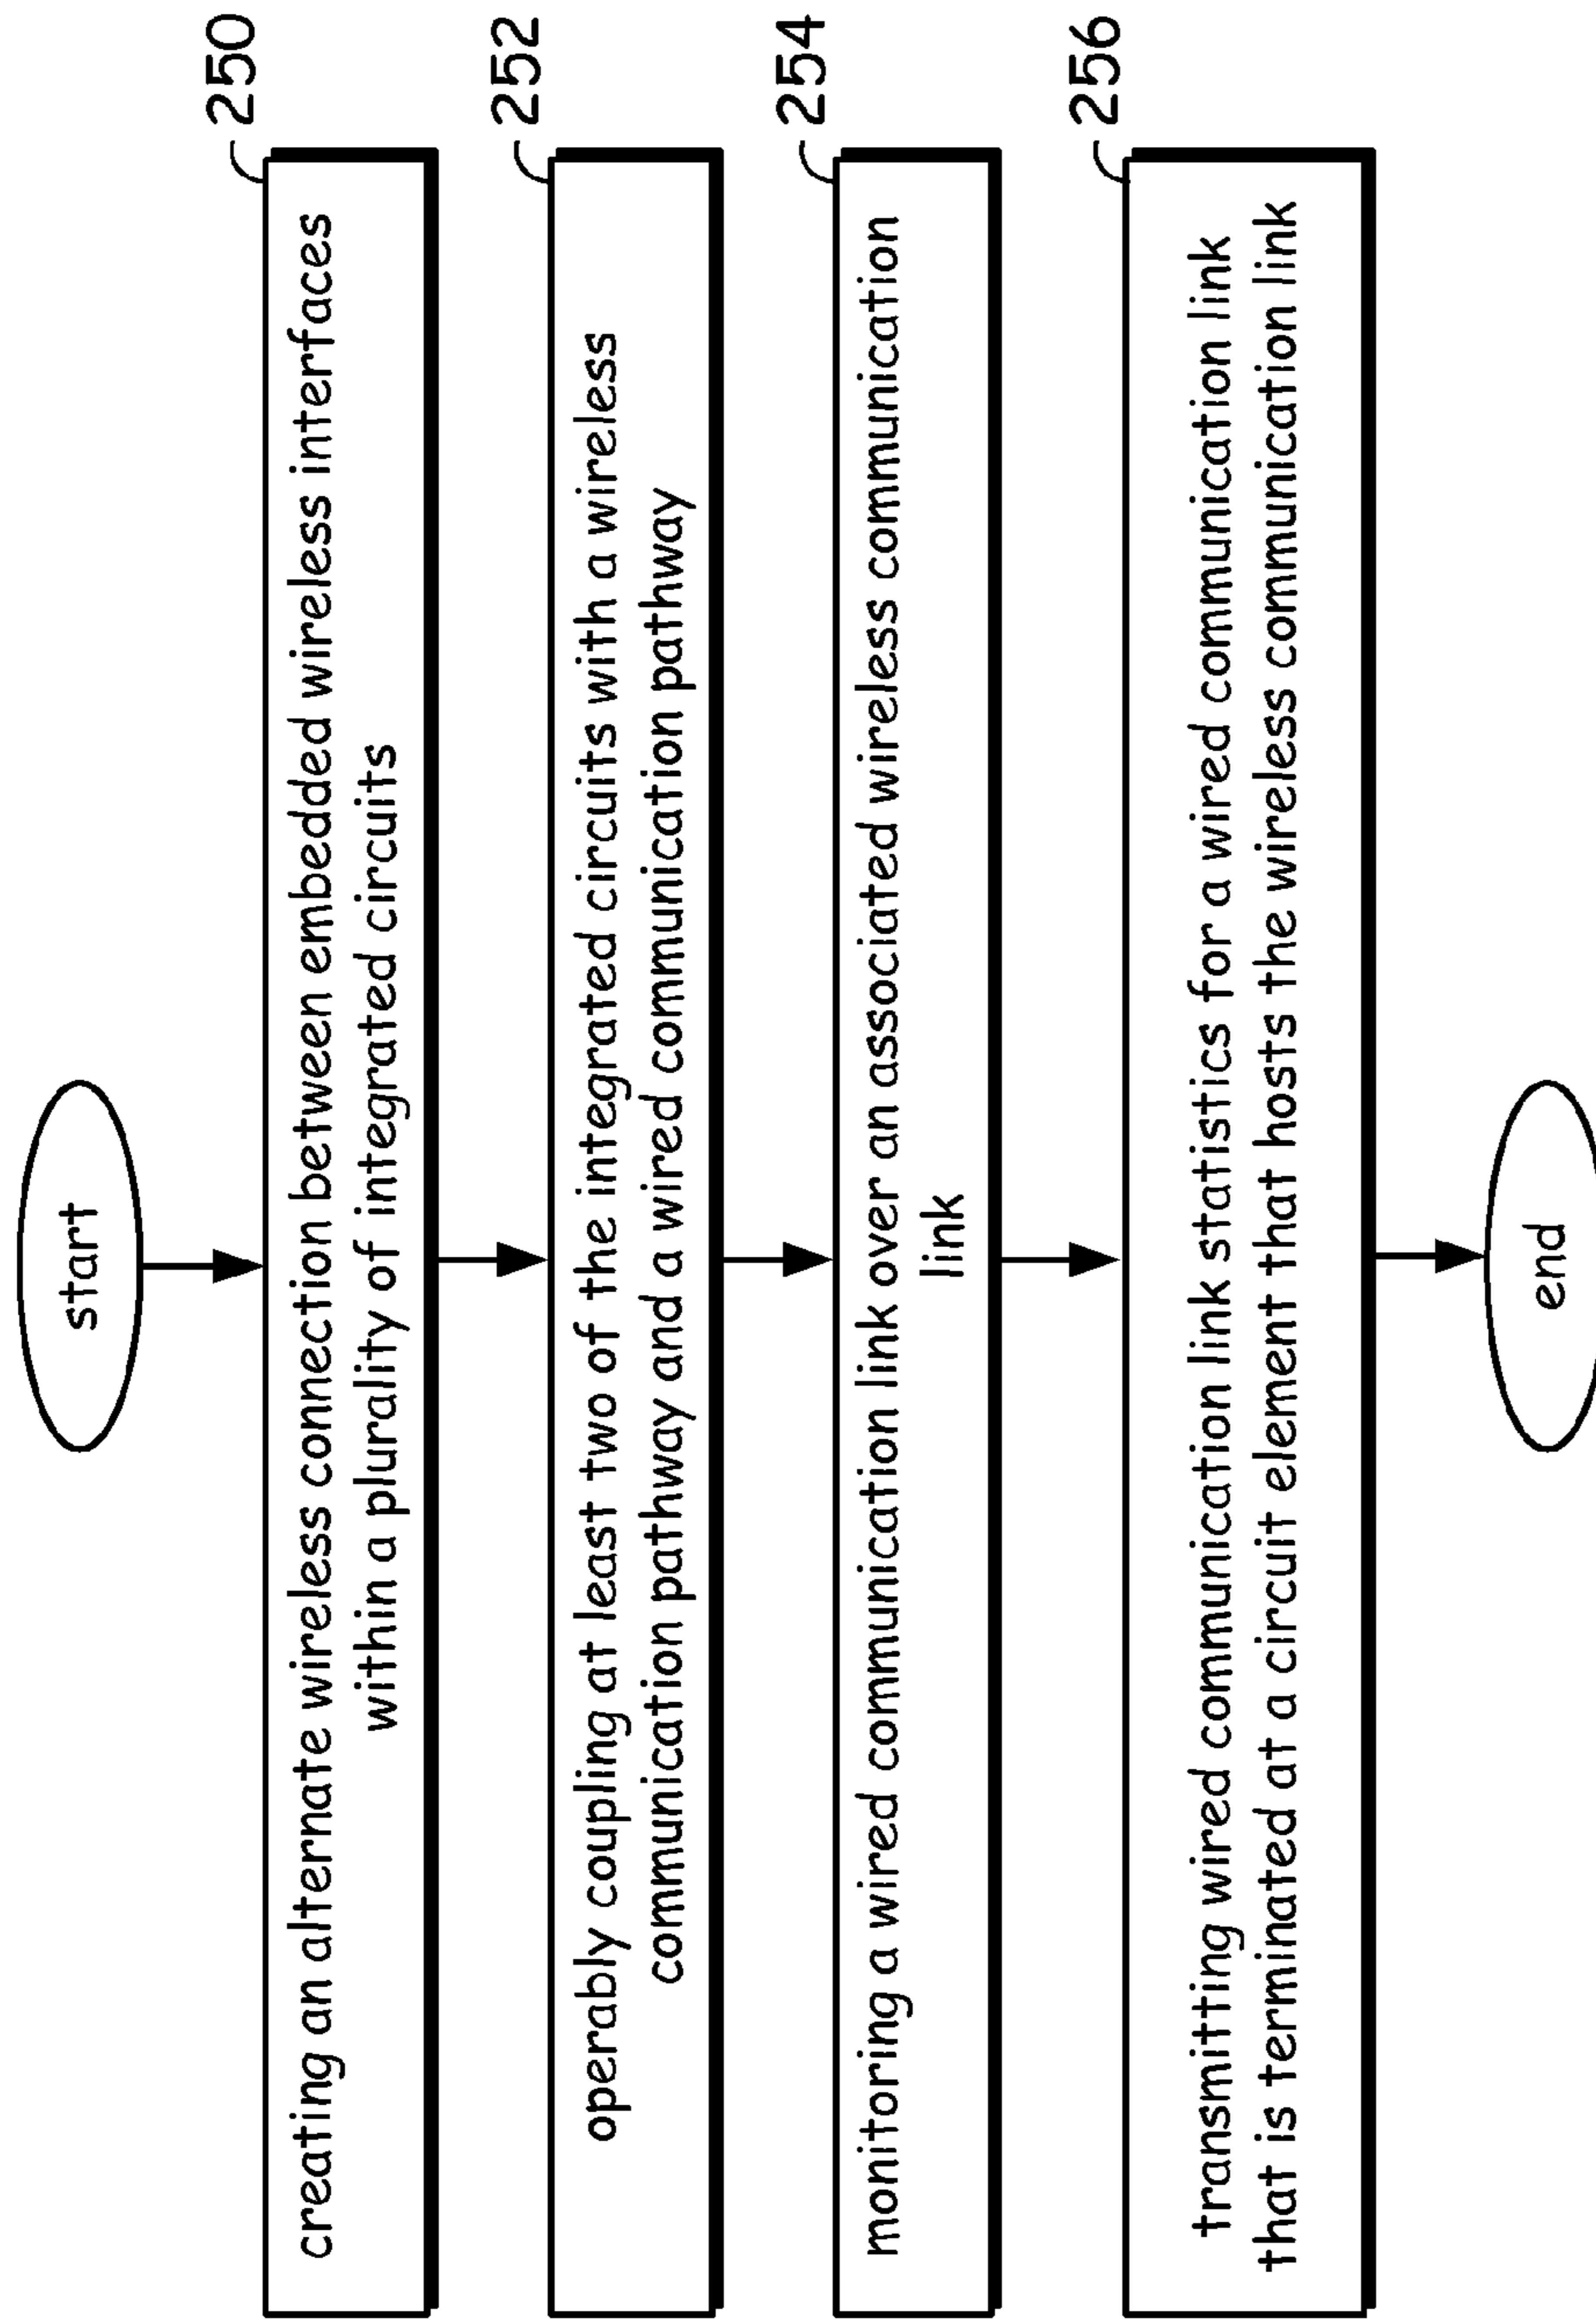 start
250
creating an alternate wireless connection between embedded wireless interfaces
within a plurality of integrated circuits
252
operably coupling at least two of the integrated circuits with a wireless
communication pathway and a wired communication pathway
254
monitoring a wired communication link over an associated wireless communication
link
256
transmitting wired communication link statistics for a wired communication link
that is terminated at a circuit element that hosts the wireless communication link
end